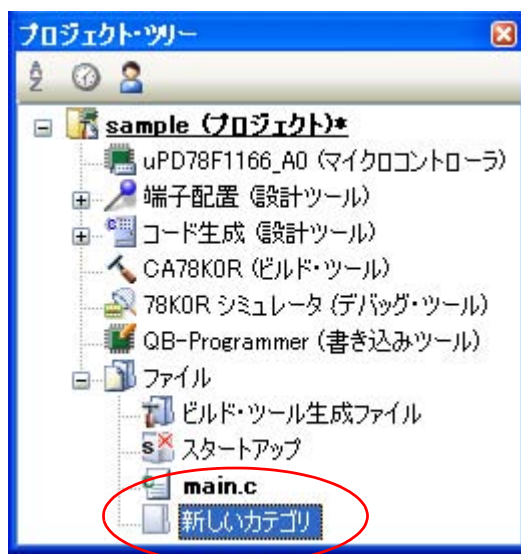 プロジェクト・ツリー
sample (プロジェクト)*
uPD78F1166_A0 (マイクロコントローラ)
端子配置 (設計ツール)
コード生成 (設計ツール)
CA78K0R (ビルド・ツール)
78K0R シミュレータ (デバッグ・ツール)
QB-Programmer (書き込みツール)
ファイル
ビルド・ツール生成ファイル
スタートアップ
main.c
新しいカテゴリ